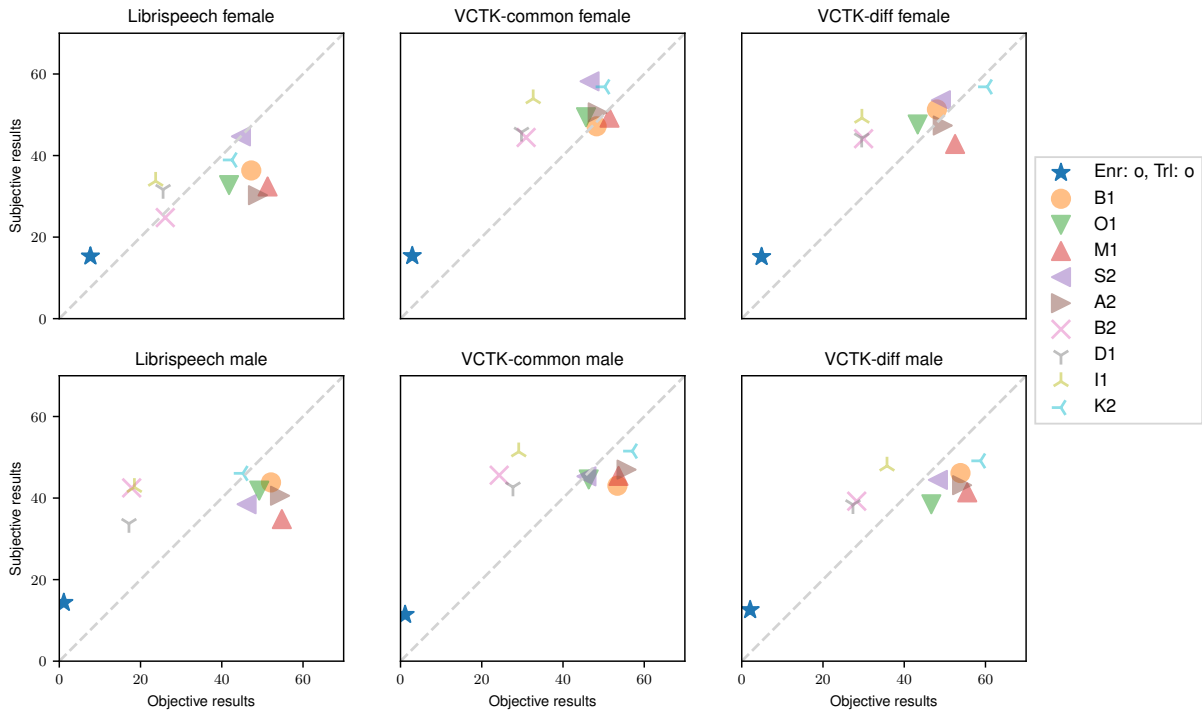 Librispeech female
VCTK-common female
VCTK-diff female
60
40
20
0
Subjective results
Enr: o, Trl: o
B1
O1
M1
S2
A2
B2
D1
I1
K2
Librispeech male
VCTK-common male
VCTK-diff male
60
40
20
0
Subjective results
0 20 40 60
0 20 40 60
0 20 40 60
Objective results
Objective results
Objective results